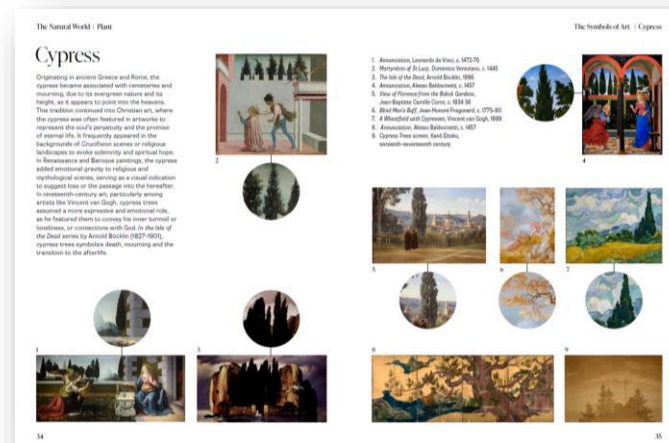 The Natural World | Plant
Cypress
Originating in ancient Greece and Rome, the
cypress became associated with cemeteries and
mourning, due to its evergreen nature and its
height, as it appears to point into the heavens.
This tradition continued into Christian art, where
the cypress was often featured in artworks to
represent the soul's perpetuity and the promise
of eternal life. It frequently appeared in the
backgrounds of Crucifixion scenes or religious
landscapes to evoke solemnity and spiritual hope.
In Renaissance and Baroque paintings, the cypress
added emotional gravity to religious and
mythological scenes, serving as a visual indication
to suggest loss or the passage into the hereafter.
In nineteenth-century art, particularly among
artists like Vincent van Gogh, cypress trees
assumed a more expressive and emotional role,
as he featured them to convey his inner turmoil or
loneliness, or connections with God. In the Isle of
the Dead series by Arnold Böcklin (1827–1901),
cypress trees symbolize death, mourning and the
transition to the afterlife.
2
1
3
34
The Symbols of Art | Cypress
1. Annunciation, Leonardo da Vinci, c. 1472-76
2. Martyrdom of St Lucy, Domenico Veneziano, c. 1445
3. The Isle of the Dead, Arnold Böcklin, 1886
4. Annunciation, Alesso Baldovinetti, c. 1457
5. View of Florence from the Boboli Gardens,
Jean-Baptiste Camille Corot, c. 1834-36
6. Blind Man's Buff, Jean-Honoré Fragonard, c. 1775–80
7. A Wheatfield with Cypresses, Vincent van Gogh, 1889
8. Annunciation, Alesso Baldovinetti, c. 1457
9. Cypress Trees screen, Kanō Eitoku,
sixteenth–seventeenth century
4
5
6
7
8
9
35